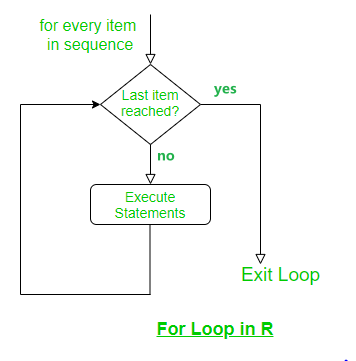 for every item
in sequence
Last item
reached?
yes
no
Execute
Statements
Exit Loop
For Loop in R